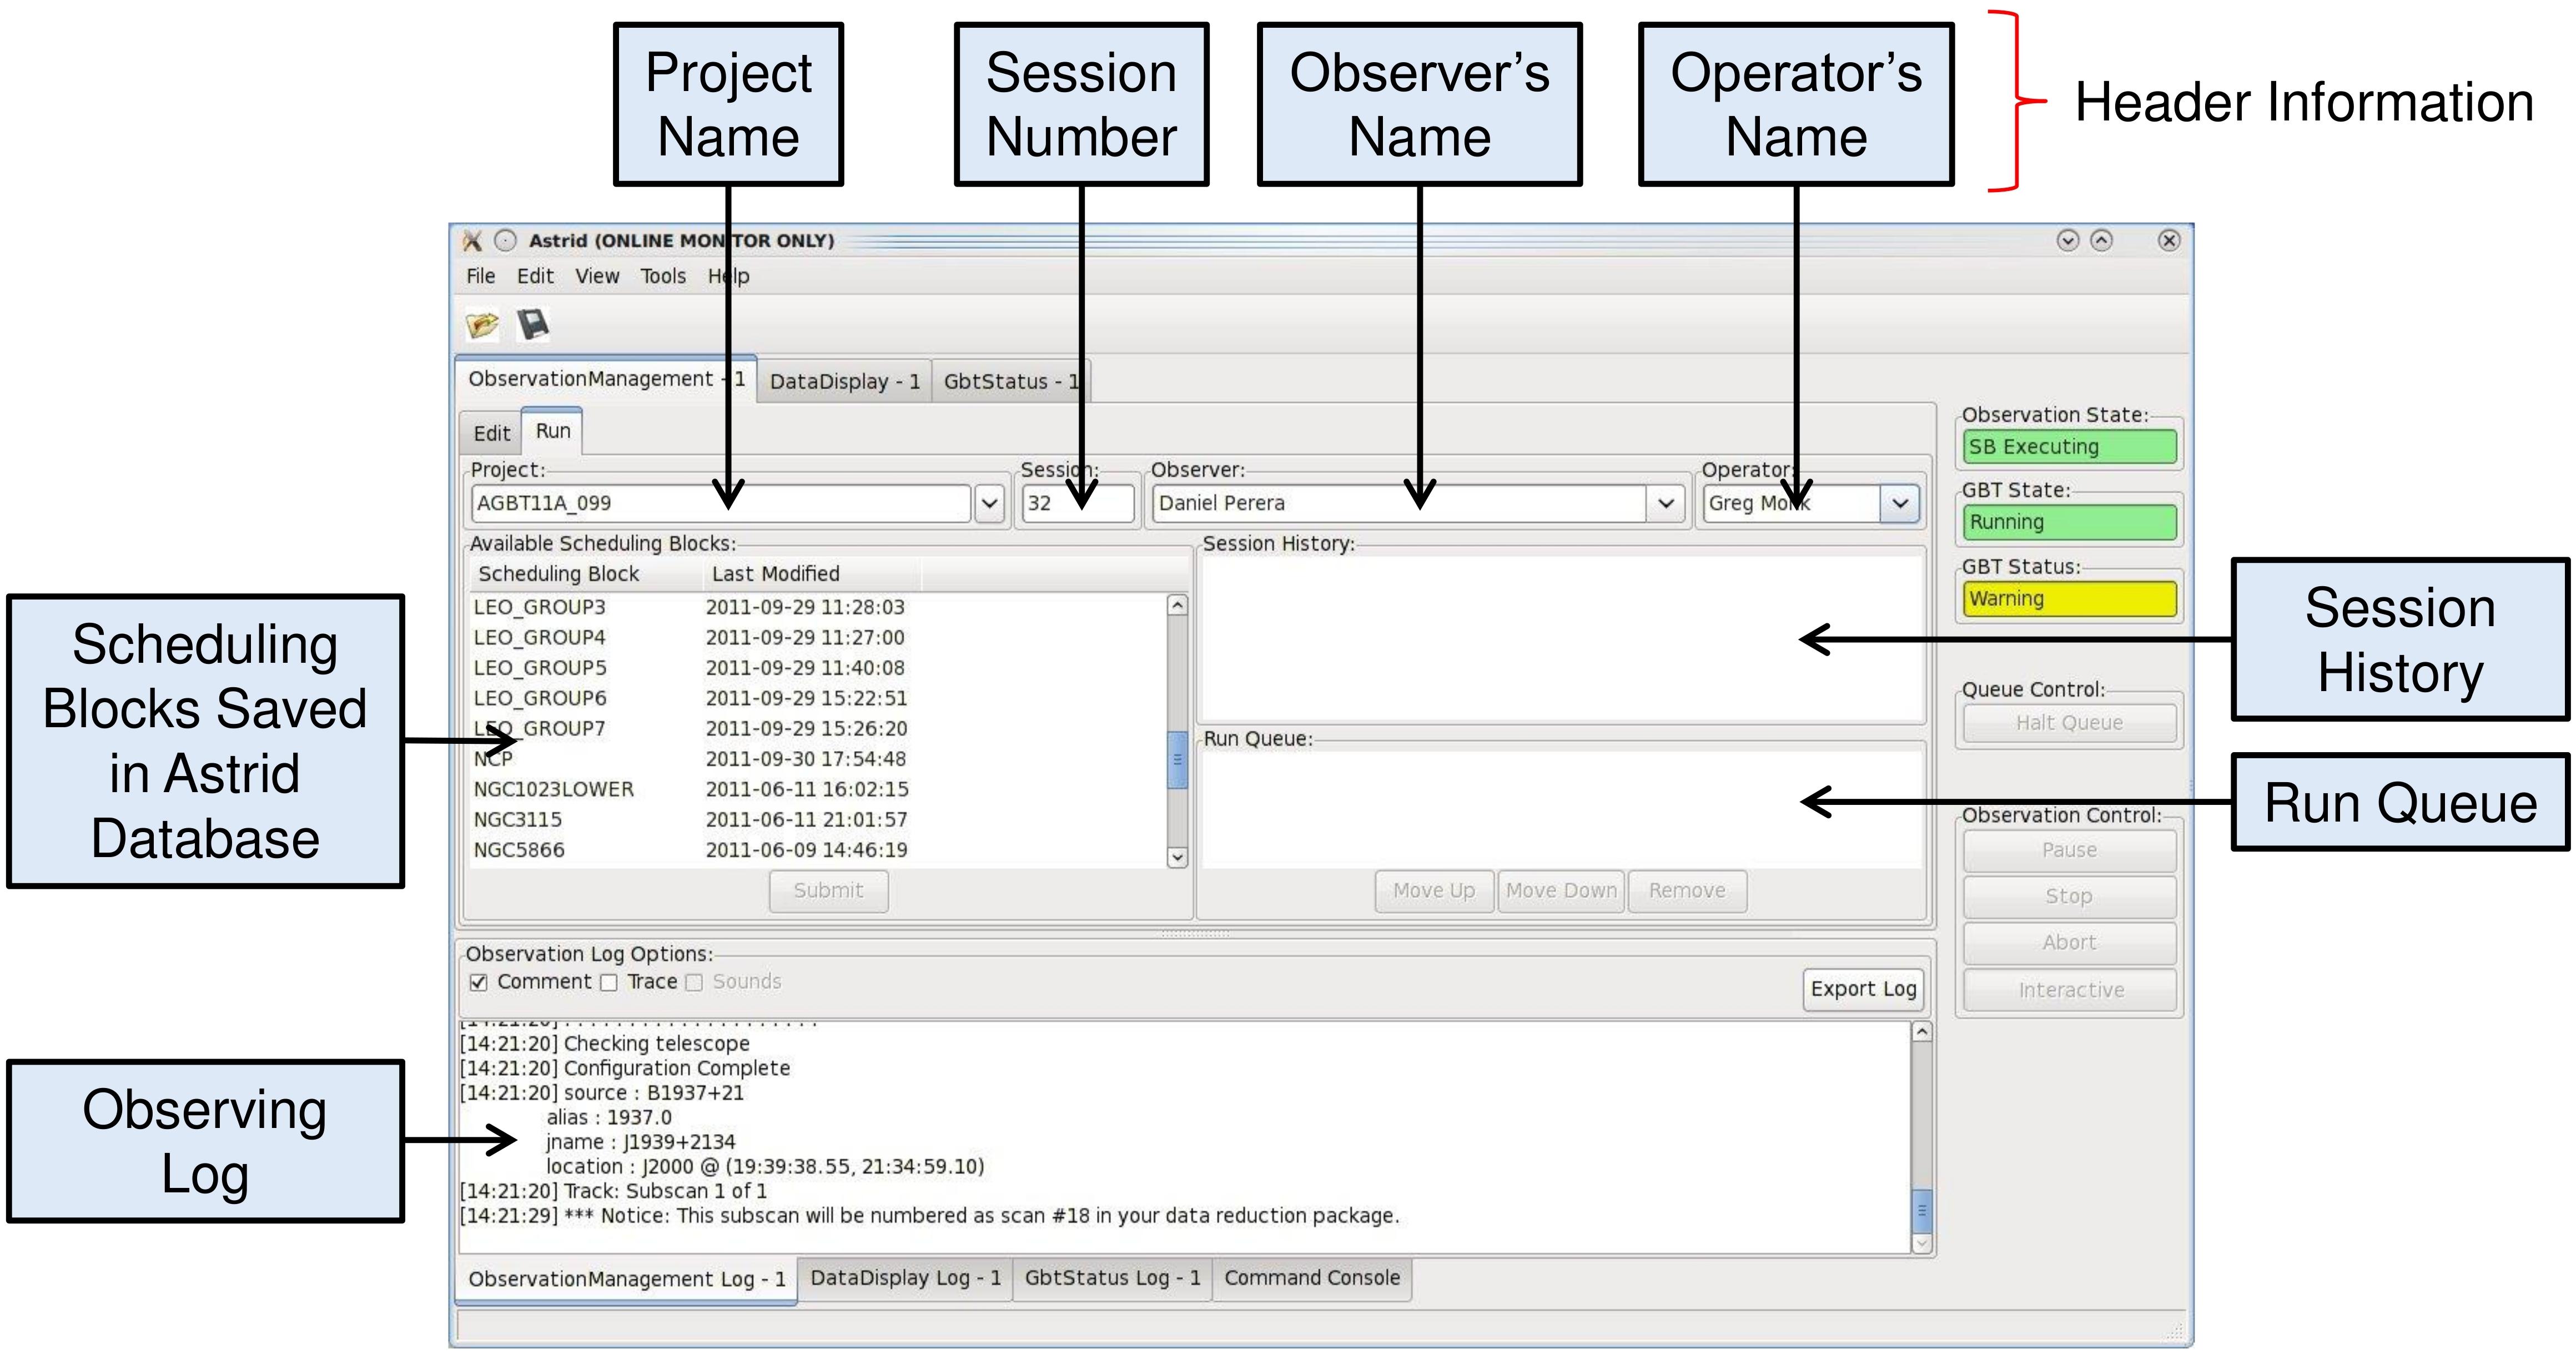 Project
Name
Session
Number
Observer's
Name
Operator's
Name
Header Information
Astrid (ONLINE MONITOR ONLY)
File Edit View Tools Help
ObservationManagement - 1 DataDisplay - 1 GbtStatus - 1
Edit Run
Project: Session: Observer: Operator:
AGBT11A_099 32 Daniel Perera Greg Monk
Available Scheduling Blocks:
Scheduling Block Last Modified
LEO_GROUP3 2011-09-29 11:28:03
LEO_GROUP4 2011-09-29 11:27:00
LEO_GROUP5 2011-09-29 11:40:08
LEO_GROUP6 2011-09-29 15:22:51
LEO_GROUP7 2011-09-29 15:26:20
NCP 2011-09-30 17:54:48
NGC1023LOWER 2011-06-11 16:02:15
NGC3115 2011-06-11 21:01:57
NGC5866 2011-06-09 14:46:19
Submit
Session History:
Run Queue:
Move Up Move Down Remove
Observation State:
SB Executing
GBT State:
Running
GBT Status:
Warning
Queue Control:
Halt Queue
Observation Control:
Pause
Stop
Abort
Interactive
Scheduling
Blocks Saved
in Astrid
Database
Session
History
Run Queue
Observation Log Options:
Comment Trace Sounds
Export Log
[14:21:20] . . . . . . . . . . . . . . . . . . . .
[14:21:20] Checking telescope
[14:21:20] Configuration Complete
[14:21:20] source : B1937+21
alias : 1937.0
jname : J1939+2134
location : J2000 @ (19:39:38.55, 21:34:59.10)
[14:21:20] Track: Subscan 1 of 1
[14:21:29] *** Notice: This subscan will be numbered as scan #18 in your data reduction package.
Observing
Log
ObservationManagement Log - 1 DataDisplay Log - 1 GbtStatus Log - 1 Command Console